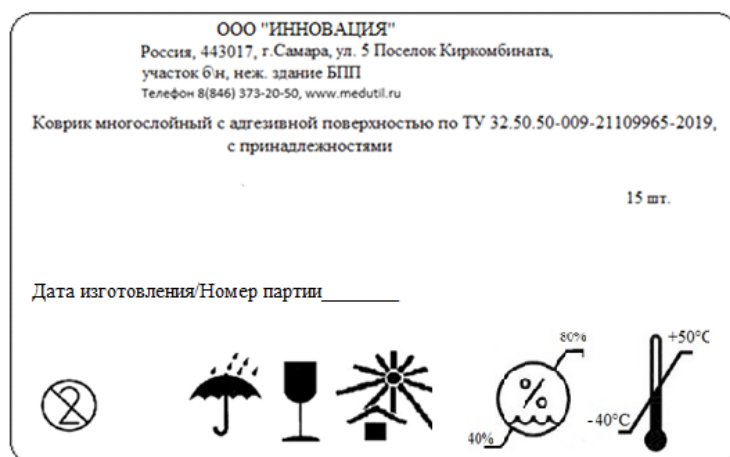 ООО "ИННОВАЦИЯ"
Россия, 443017, г.Самара, ул. 5 Поселок Киркомбината,
участок б\н, неж. здание БПП
Телефон 8(846) 373-20-50, www.medutil.ru
Коврик многослойный с адгезивной поверхностью по ТУ 32.50.50-009-21109965-2019,
с принадлежностями
15 шт.
Дата изготовления/Номер партии________
80%
+50°C
2
%
-40°C
40%